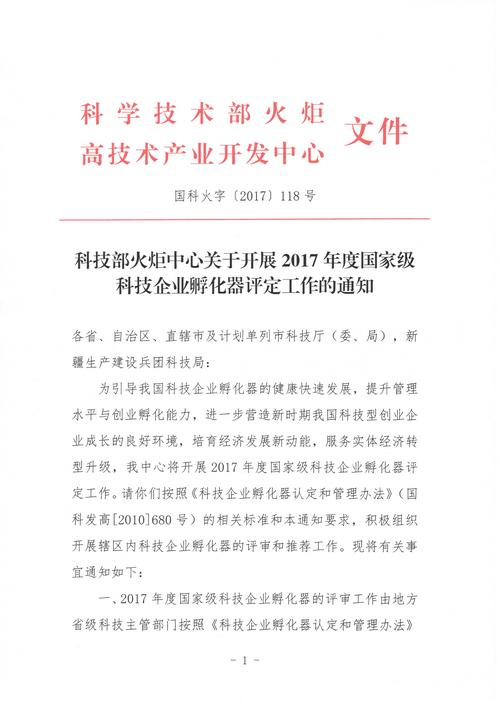 科学技术部火炬
高技术产业开发中心
文件
国科火字〔2017〕118 号
科技部火炬中心关于开展 2017 年度国家级
科技企业孵化器评定工作的通知
各省、自治区、直辖市及计划单列市科技厅（委、局），新
疆生产建设兵团科技局：
为引导我国科技企业孵化器的健康快速发展，提升管理
水平与创业孵化能力，进一步营造新时期我国科技型创业企
业成长的良好环境，培育经济发展新动能，服务实体经济转
型升级，我中心将开展 2017 年度国家级科技企业孵化器评
定工作。请你们按照《科技企业孵化器认定和管理办法》（国
科发高[2010]680 号）的相关标准和本通知要求，积极组织
开展辖区内科技企业孵化器的评审和推荐工作。现将有关事
宜通知如下：
一、2017 年度国家级科技企业孵化器的评审工作由地方
省级科技主管部门按照《科技企业孵化器认定和管理办法》
- 1 -